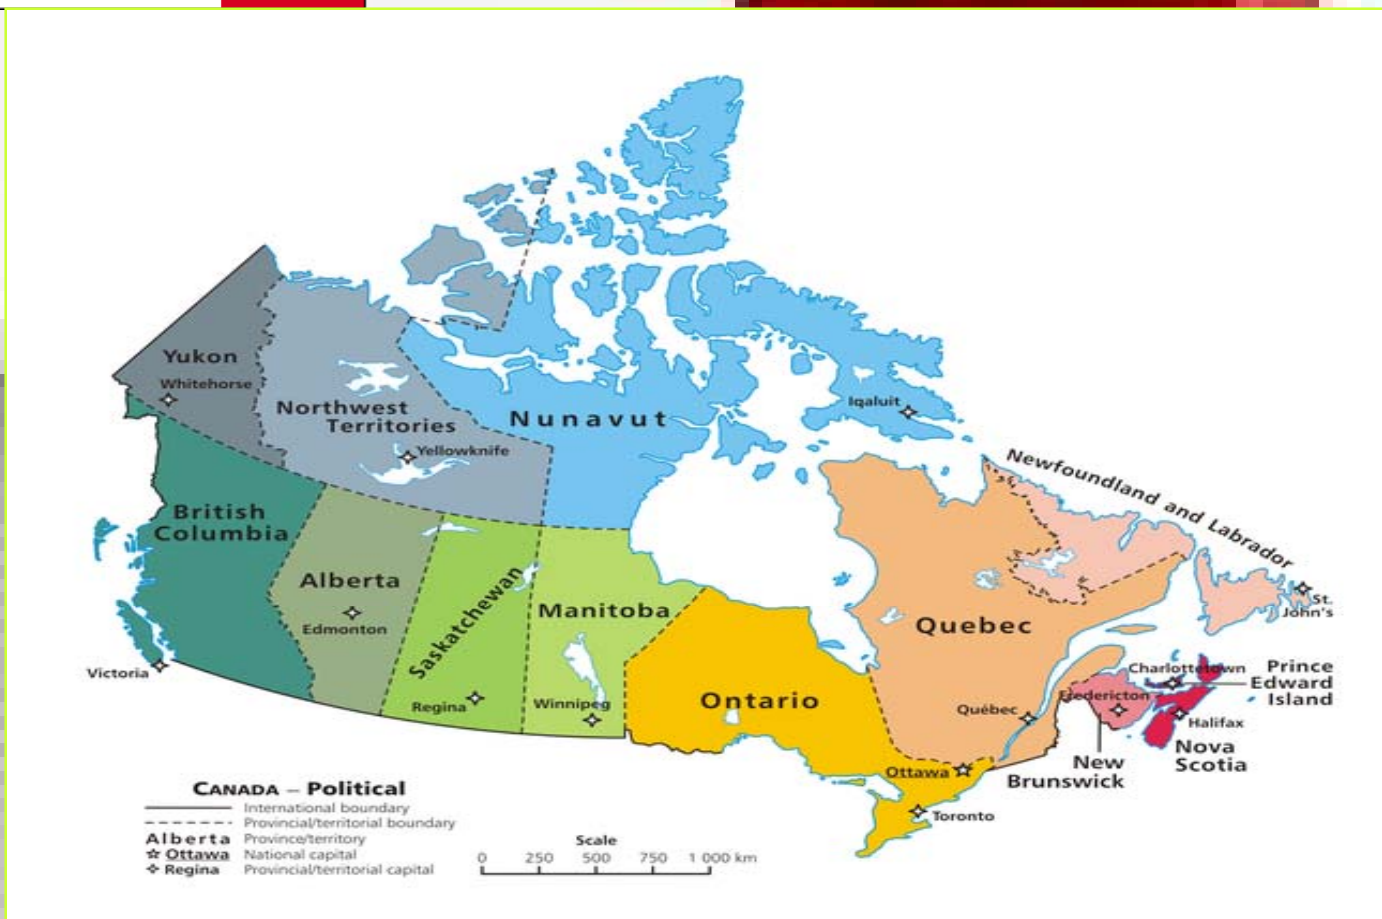 Yukon
Whitehorse
Northwest
Territories
Yellowknife
Nunavut
Iqaluit
Newfoundland and Labrador
British
Columbia
Alberta
Edmonton
Saskatchewan
Manitoba
Quebec
St.
John's
Victoria
Regina
Winnipeg
Ontario
Québec
Charlottetown
Fredericton
Prince
Edward
Island
Halifax
Nova
Scotia
New
Brunswick
Ottawa
Toronto
CANADA – Political
International boundary
Provincial/territorial boundary
Alberta Province/territory
Ottawa National capital
Regina Provincial/territorial capital
Scale
0 250 500 750 1 000 km